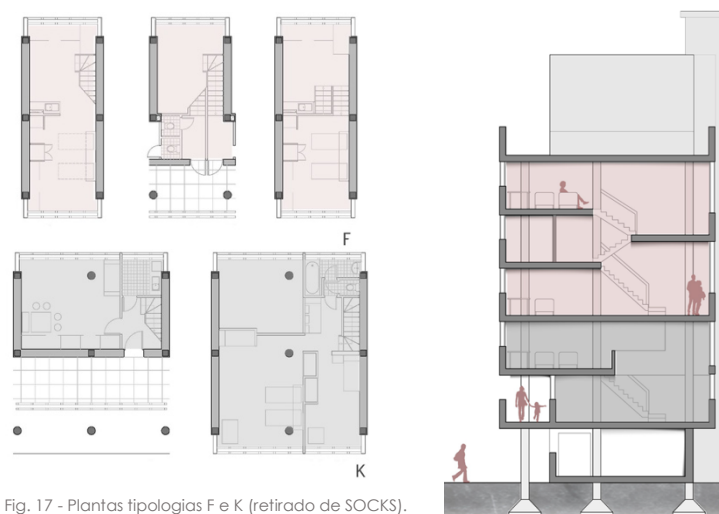 F
K
Fig. 17 - Plantas tipologias F e K (retirado de SOCKS).